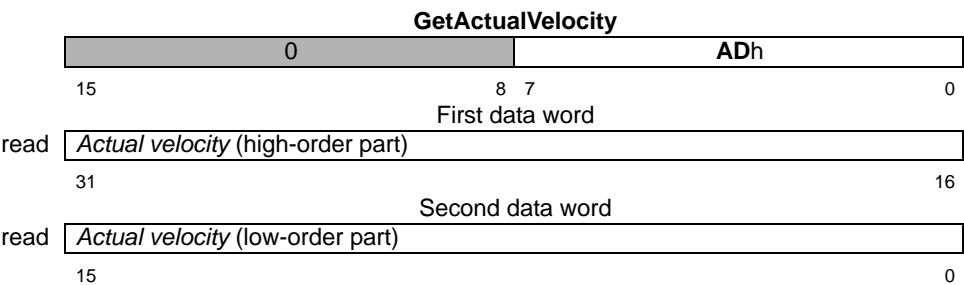 GetActualVelocity
0 ADh
15 8 7 0
First data word
read Actual velocity (high-order part)
31 16
Second data word
read Actual velocity (low-order part)
15 0